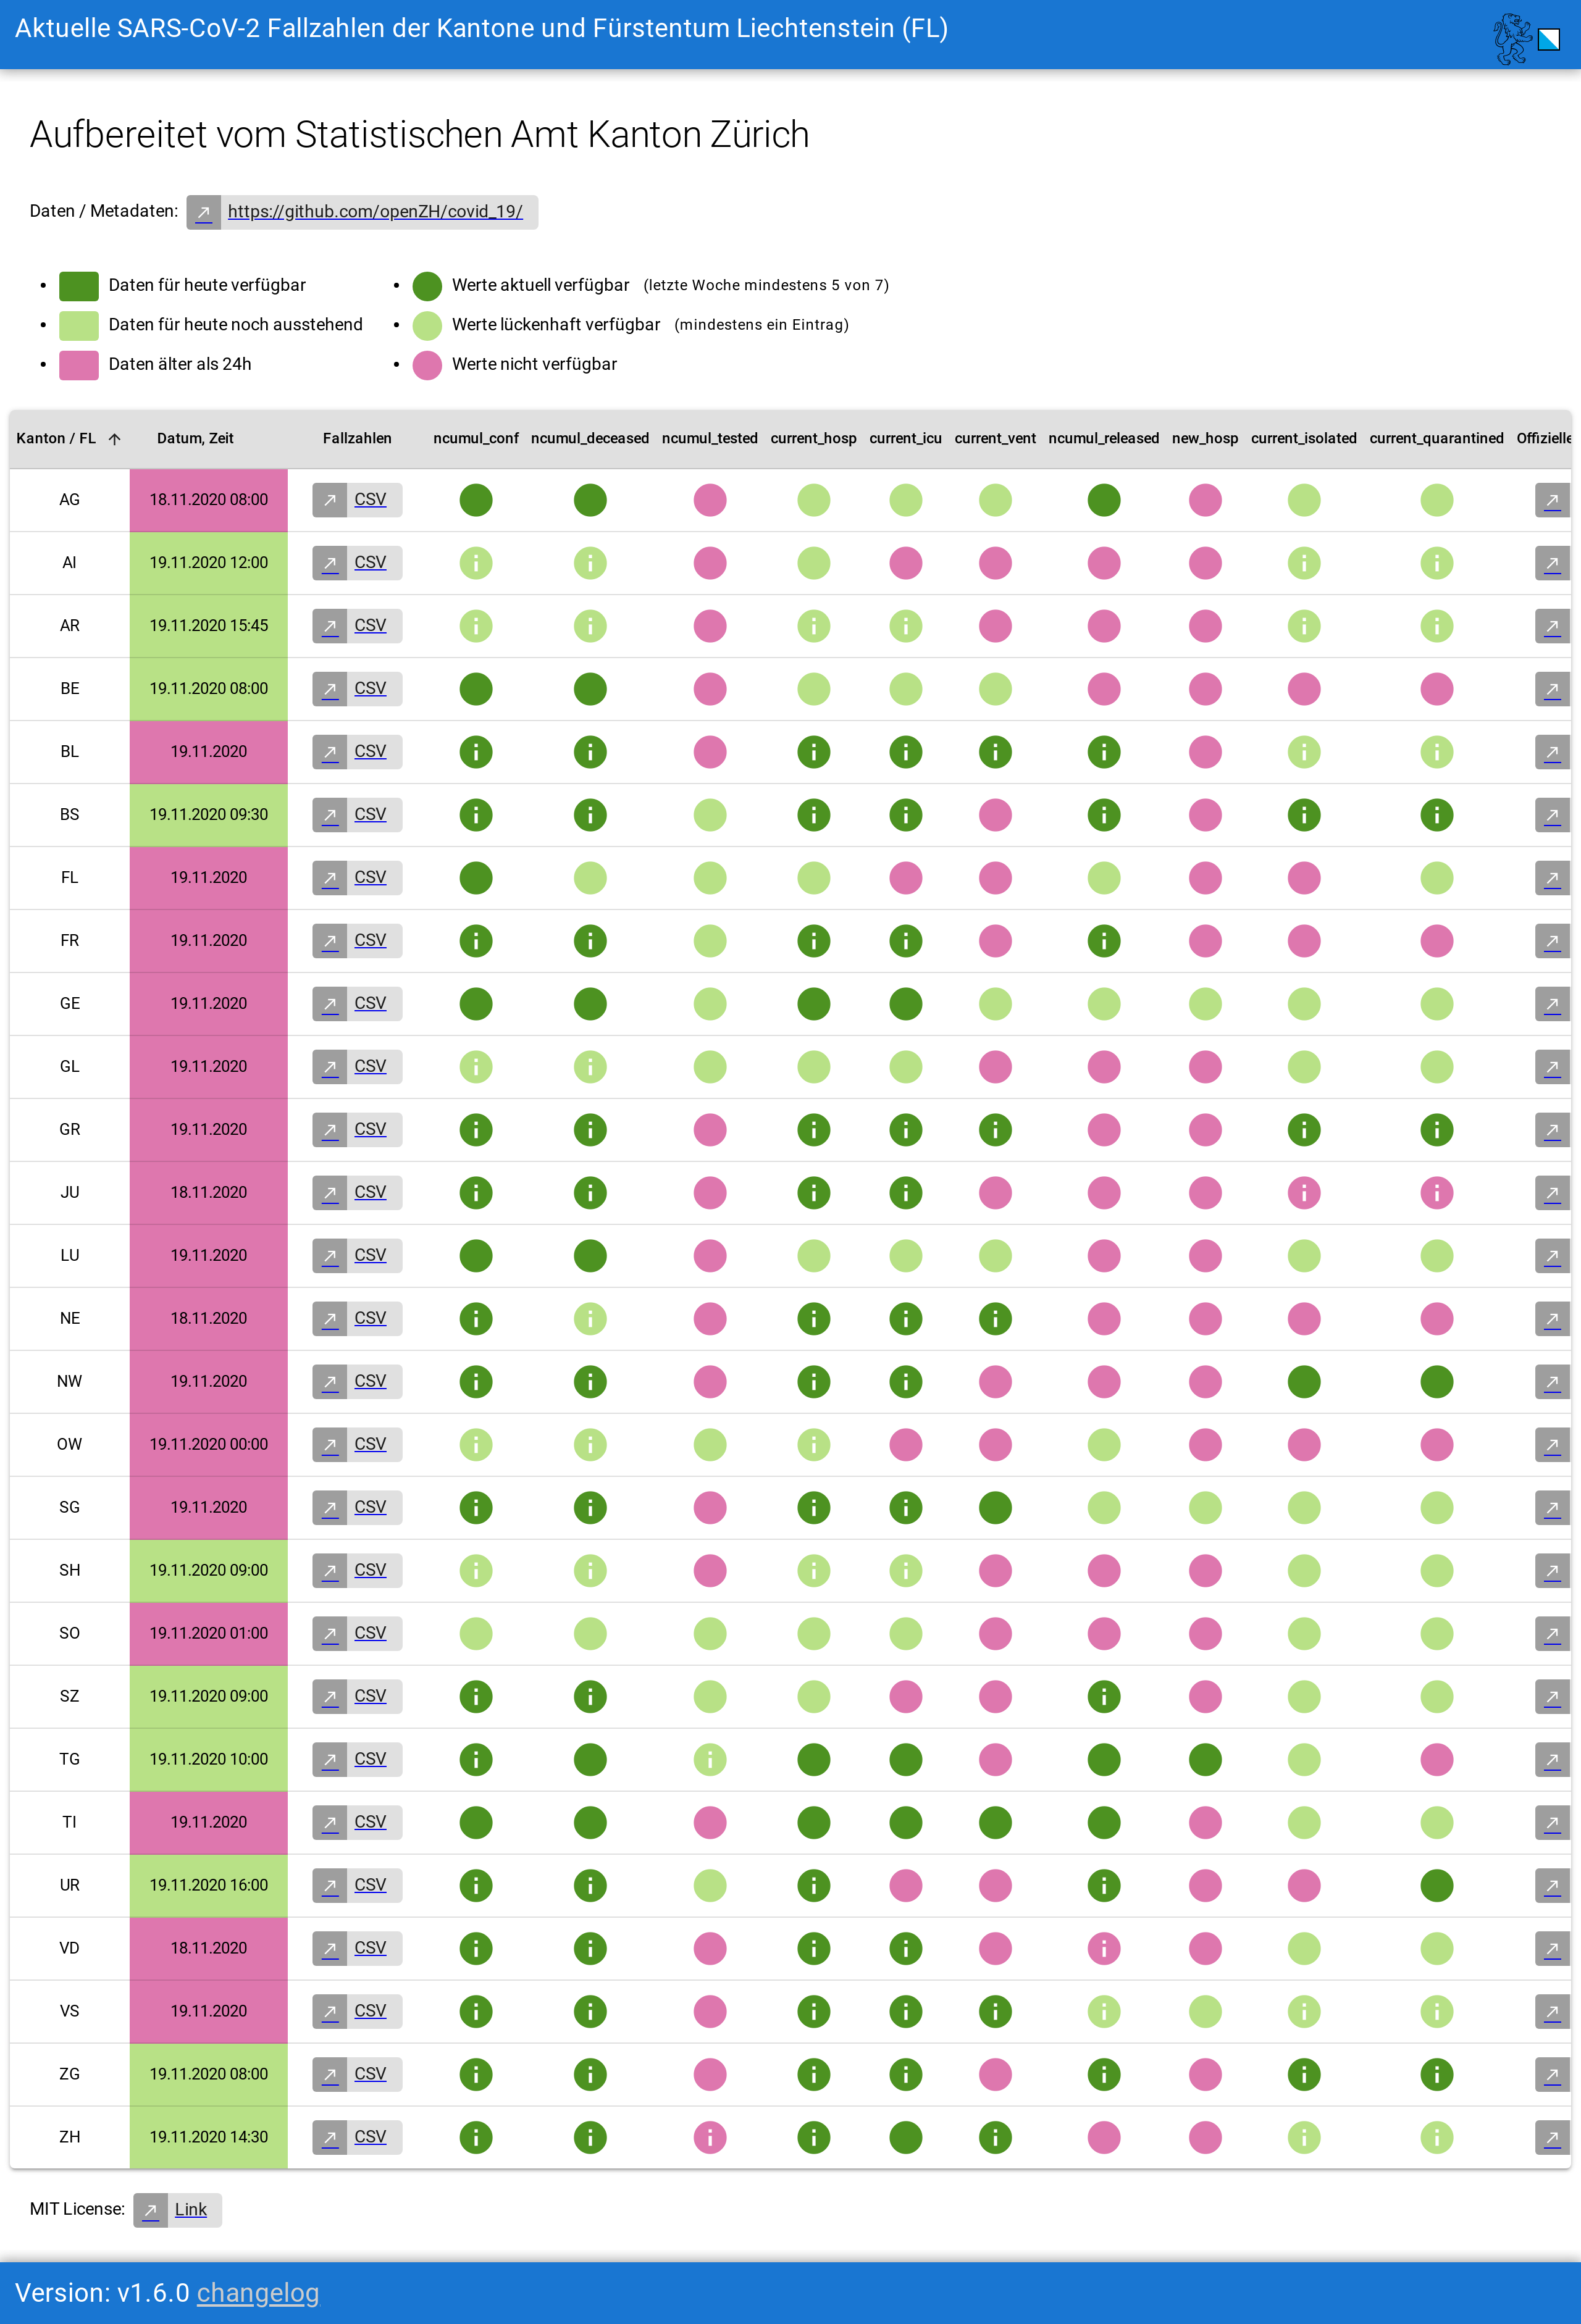 Aktuelle SARS-CoV-2 Fallzahlen der Kantone und Fürstentum Liechtenstein (FL)
Aufbereitet vom Statistischen Amt Kanton Zürich
Daten / Metadaten: https://github.com/openZH/covid_19/
Daten für heute verfügbar
Daten für heute noch ausstehend
Daten älter als 24h
Werte aktuell verfügbar (letzte Woche mindestens 5 von 7)
Werte lückenhaft verfügbar (mindestens ein Eintrag)
Werte nicht verfügbar
Kanton / FL Datum, Zeit Fallzahlen ncumul_conf ncumul_deceased ncumul_tested current_hosp current_icu current_vent ncumul_released new_hosp current_isolated current_quarantined Offizielle
AG 18.11.2020 08:00 CSV
AI 19.11.2020 12:00 CSV
AR 19.11.2020 15:45 CSV
BE 19.11.2020 08:00 CSV
BL 19.11.2020 CSV
BS 19.11.2020 09:30 CSV
FL 19.11.2020 CSV
FR 19.11.2020 CSV
GE 19.11.2020 CSV
GL 19.11.2020 CSV
GR 19.11.2020 CSV
JU 18.11.2020 CSV
LU 19.11.2020 CSV
NE 18.11.2020 CSV
NW 19.11.2020 CSV
OW 19.11.2020 00:00 CSV
SG 19.11.2020 CSV
SH 19.11.2020 09:00 CSV
SO 19.11.2020 01:00 CSV
SZ 19.11.2020 09:00 CSV
TG 19.11.2020 10:00 CSV
TI 19.11.2020 CSV
UR 19.11.2020 16:00 CSV
VD 18.11.2020 CSV
VS 19.11.2020 CSV
ZG 19.11.2020 08:00 CSV
ZH 19.11.2020 14:30 CSV
MIT License: Link
Version: v1.6.0 changelog